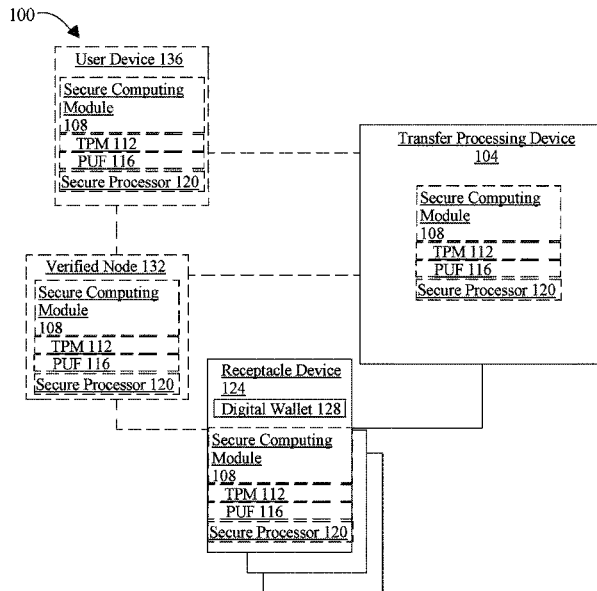 100
User Device 136
Secure Computing
Module
108
TPM 112
PUF 116
Secure Processor 120
Transfer Processing Device
104
Secure Computing
Module
108
TPM 112
PUF 116
Secure Processor 120
Verified Node 132
Secure Computing
Module
108
TPM 112
PUF 116
Secure Processor 120
Receptacle Device
124
Digital Wallet 128
Secure Computing
Module
108
TPM 112
PUF 116
Secure Processor 120